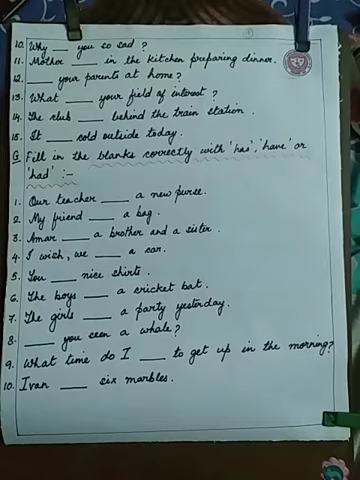 10. Why ___ you so sad ?
11. Mother ___ in the kitchen preparing dinner.
12. ___ your parents at home?
13. What ___ your field of interest ?
14. The club ___ behind the train station .
15. It ___ cold outside today.
G Fill in the blanks correctly with 'has', 'have' or
'had' :-
1. Our teacher ___ a new purse.
2. My friend ___ a bag.
3. Amar ___ a brother and a sister .
4. I wish, we ___ a car.
5. You ___ nice shirts .
6. The boys ___ a cricket bat.
7. The girls ___ a party yesterday.
8. ___ you seen a whale?
9. What time do I ___ to get up in the morning?
10. Ivan ___ six marbles.